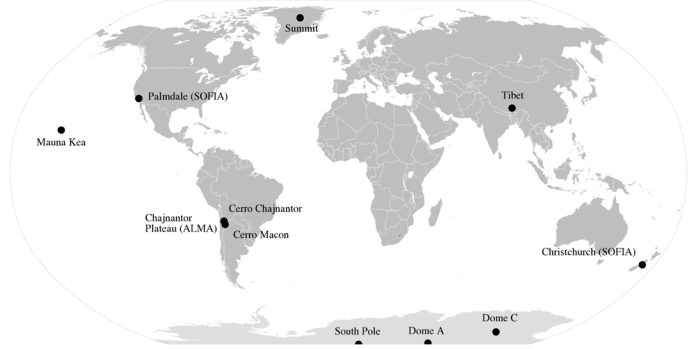 Summit
Palmdale (SOFIA)
Tibet
Mauna Kea
Cerro Chajnantor
Chajnantor
Plateau (ALMA)
Cerro Macon
Christchurch (SOFIA)
Dome C
South Pole
Dome A